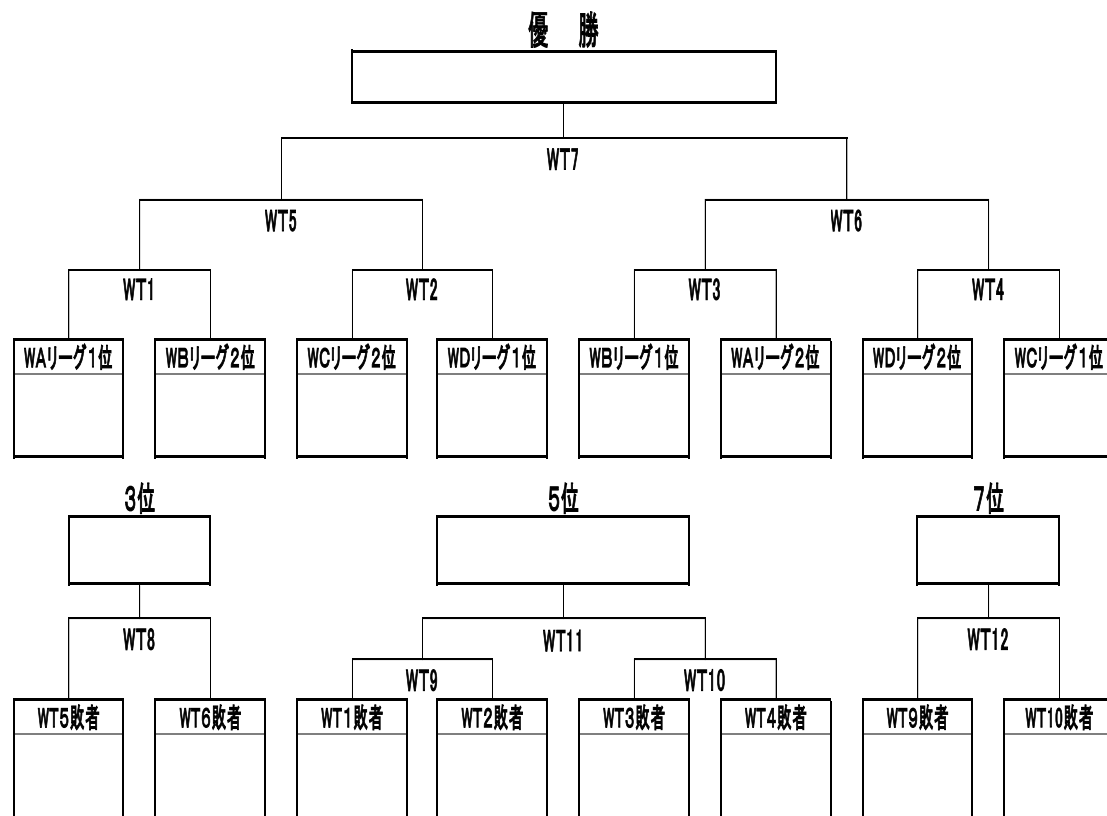 優 勝
WT7
WT5 WT6
WT1 WT2 WT3 WT4
WAリーグ1位 WBリーグ2位 WCリーグ2位 WDリーグ1位 WBリーグ1位 WAリーグ2位 WDリーグ2位 WCリーグ1位
3位 5位 7位
WT8 WT11 WT12
WT9 WT10
WT5敗者 WT6敗者 WT1敗者 WT2敗者 WT3敗者 WT4敗者 WT9敗者 WT10敗者